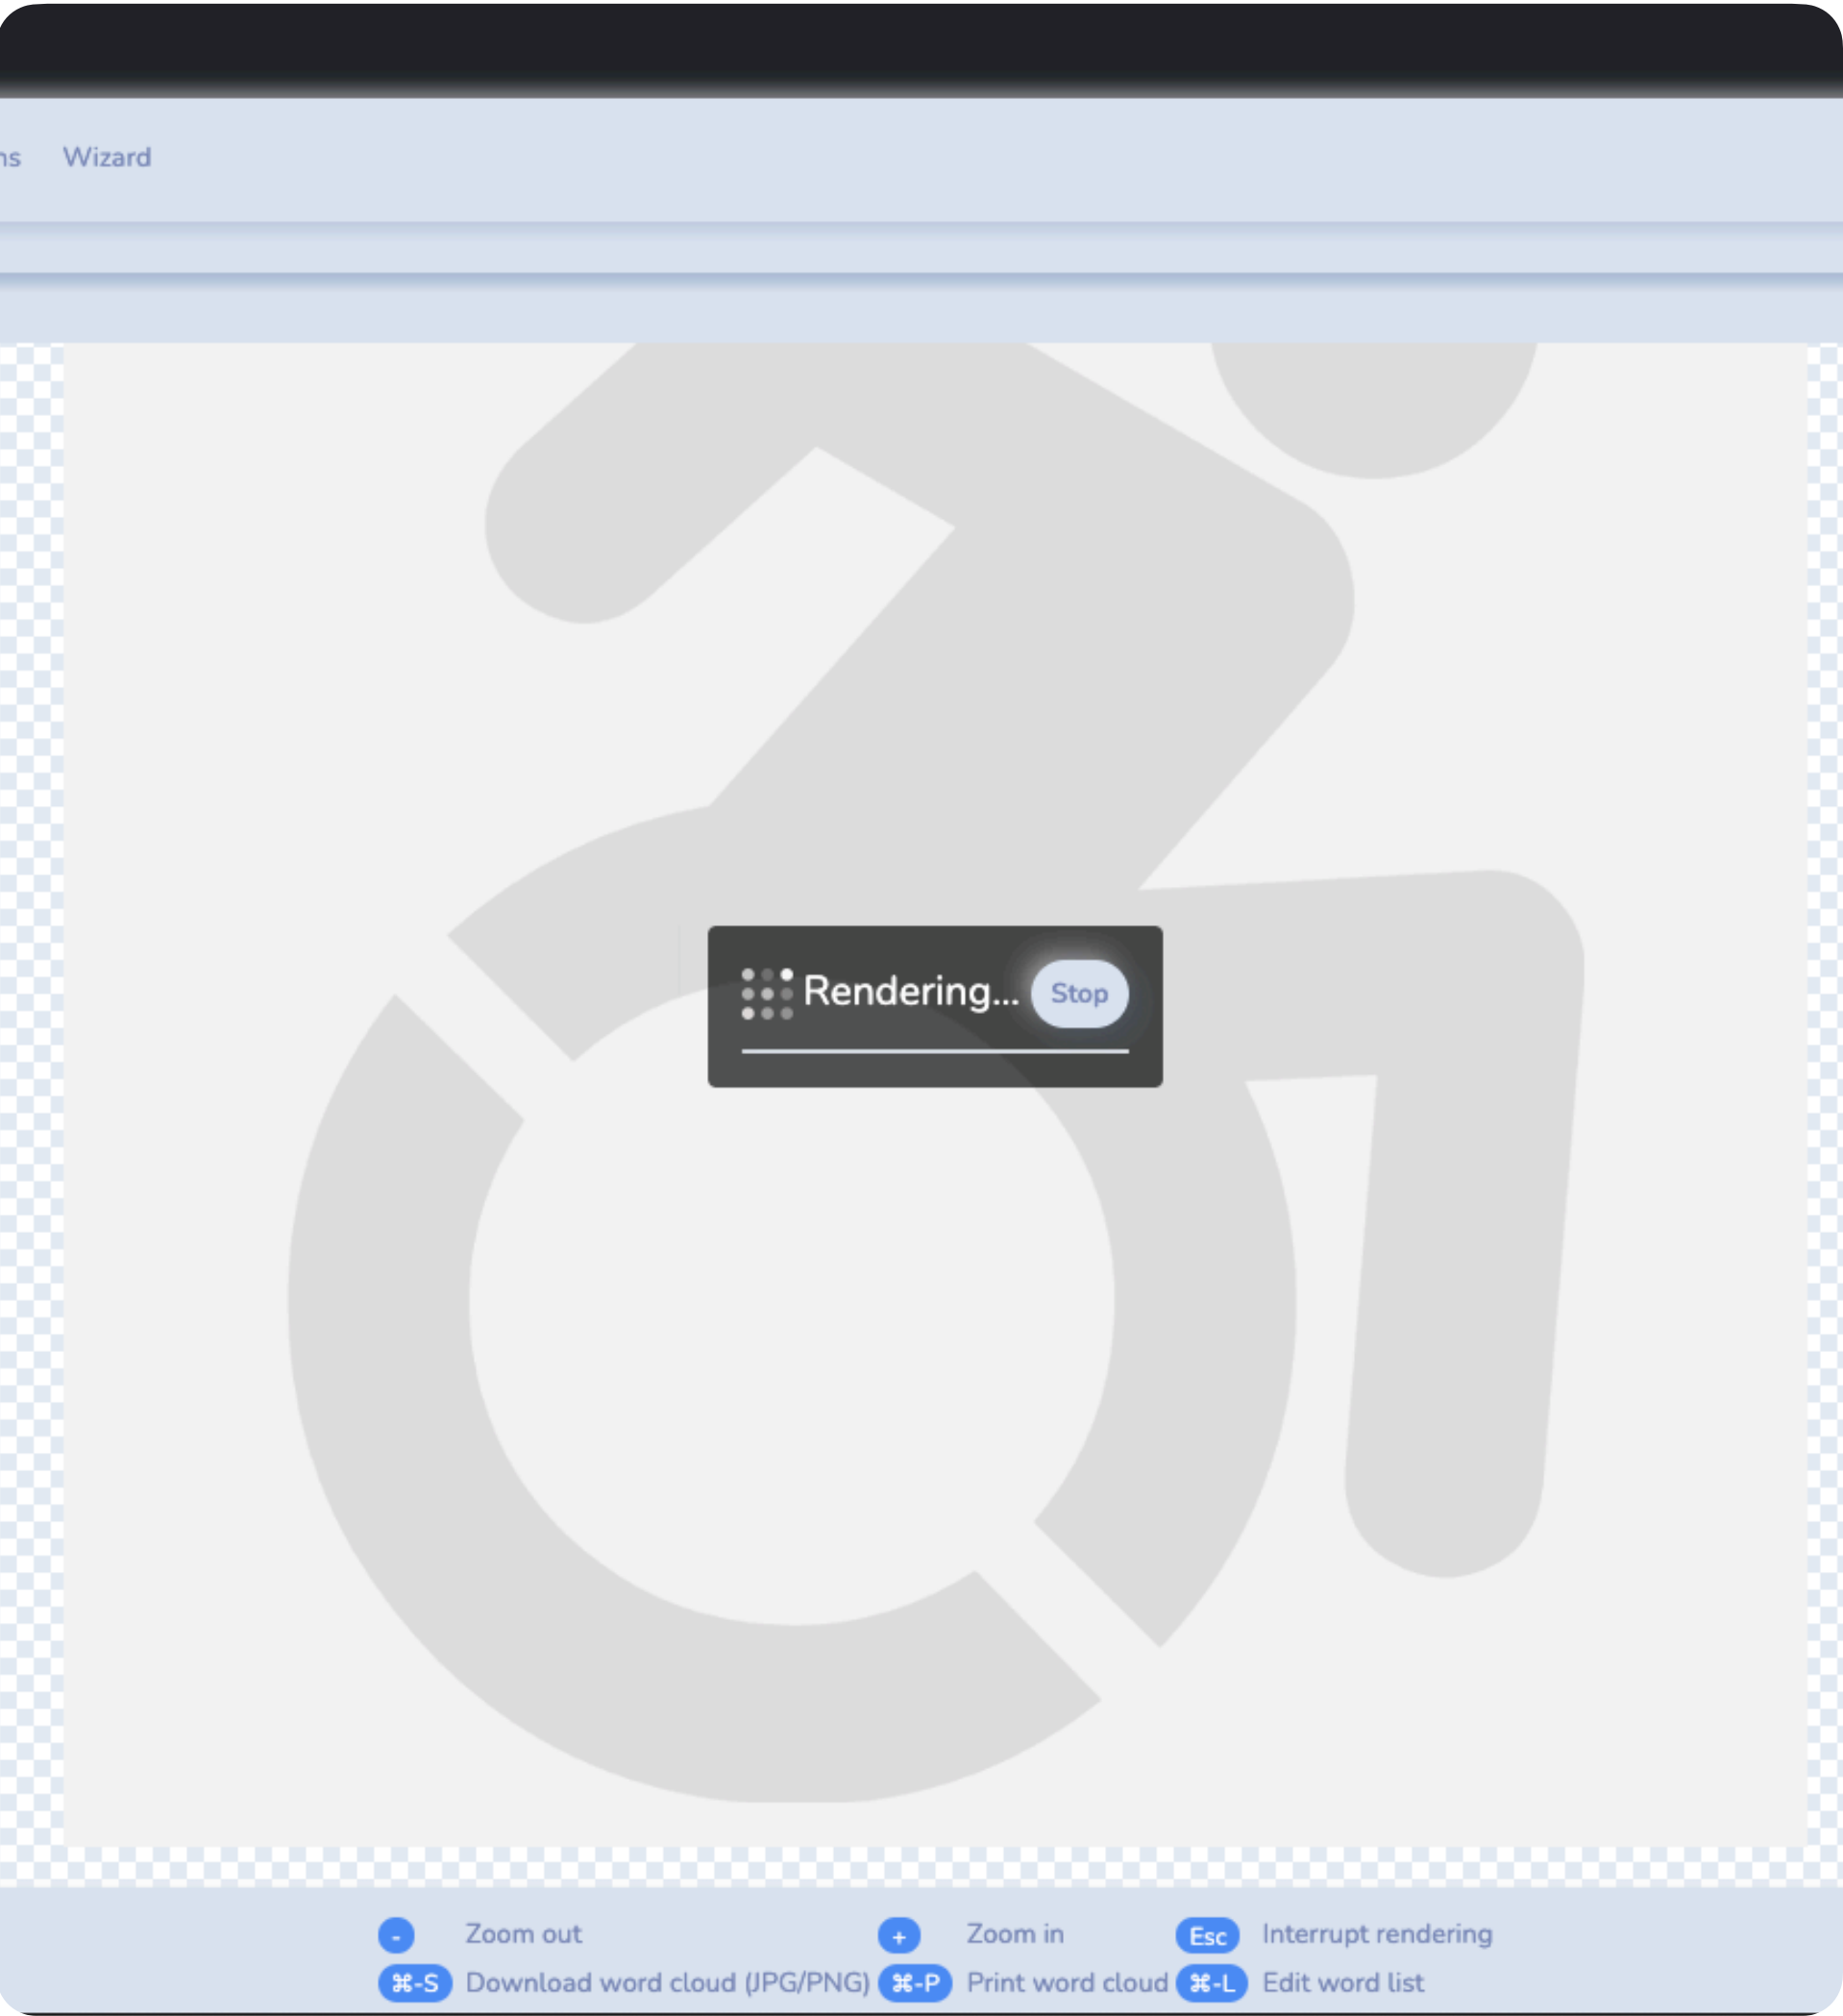 ns Wizard
Rendering... Stop
- Zoom out + Zoom in Esc Interrupt rendering
⌘-S Download word cloud (JPG/PNG) ⌘-P Print word cloud ⌘-L Edit word list